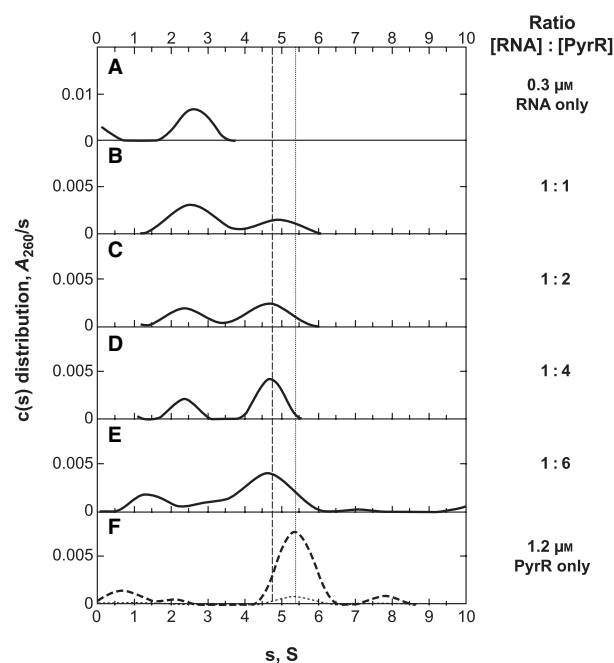 Ratio
[RNA] : [PyrR]
0 1 2 3 4 5 6 7 8 9 10
A
0.01
0
0.3 µM
RNA only
B
0.005
0
1 : 1
C
0.005
0
1 : 2
D
0.005
0
1 : 4
E
0.005
0
1 : 6
F
0.005
0
1.2 µM
PyrR only
0 1 2 3 4 5 6 7 8 9 10
c(s) distribution, A260/s
s, S